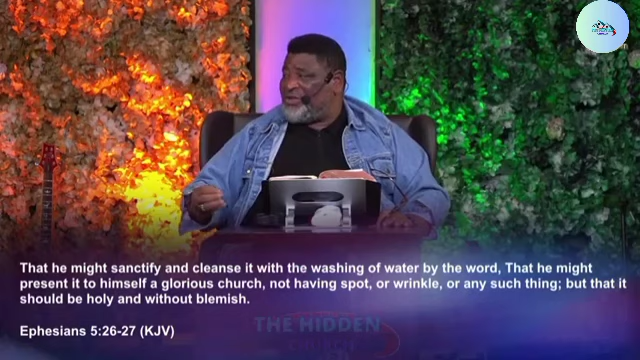 That he might sanctify and cleanse it with the washing of water by the word, That he might
present it to himself a glorious church, not having spot, or wrinkle, or any such thing; but that it
should be holy and without blemish.
Ephesians 5:26-27 (KJV)
THE HIDDEN
CHURCH